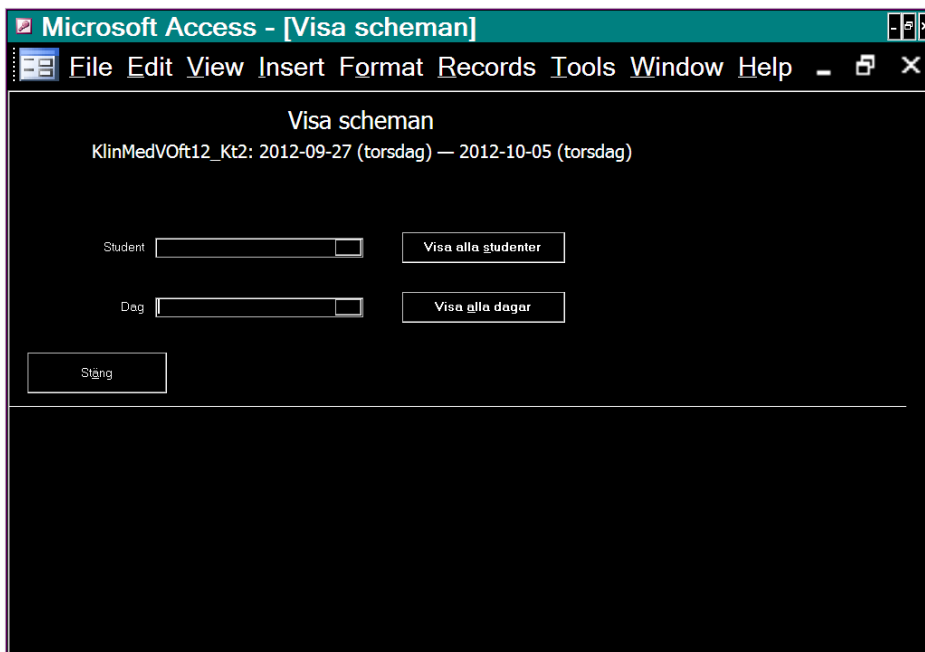 Microsoft Access - [Visa scheman]
File Edit View Insert Format Records Tools Window Help
Visa scheman
KlinMedVOft12_Kt2: 2012-09-27 (torsdag) — 2012-10-05 (torsdag)
Student Visa alla studenter
Dag Visa alla dagar
Stäng